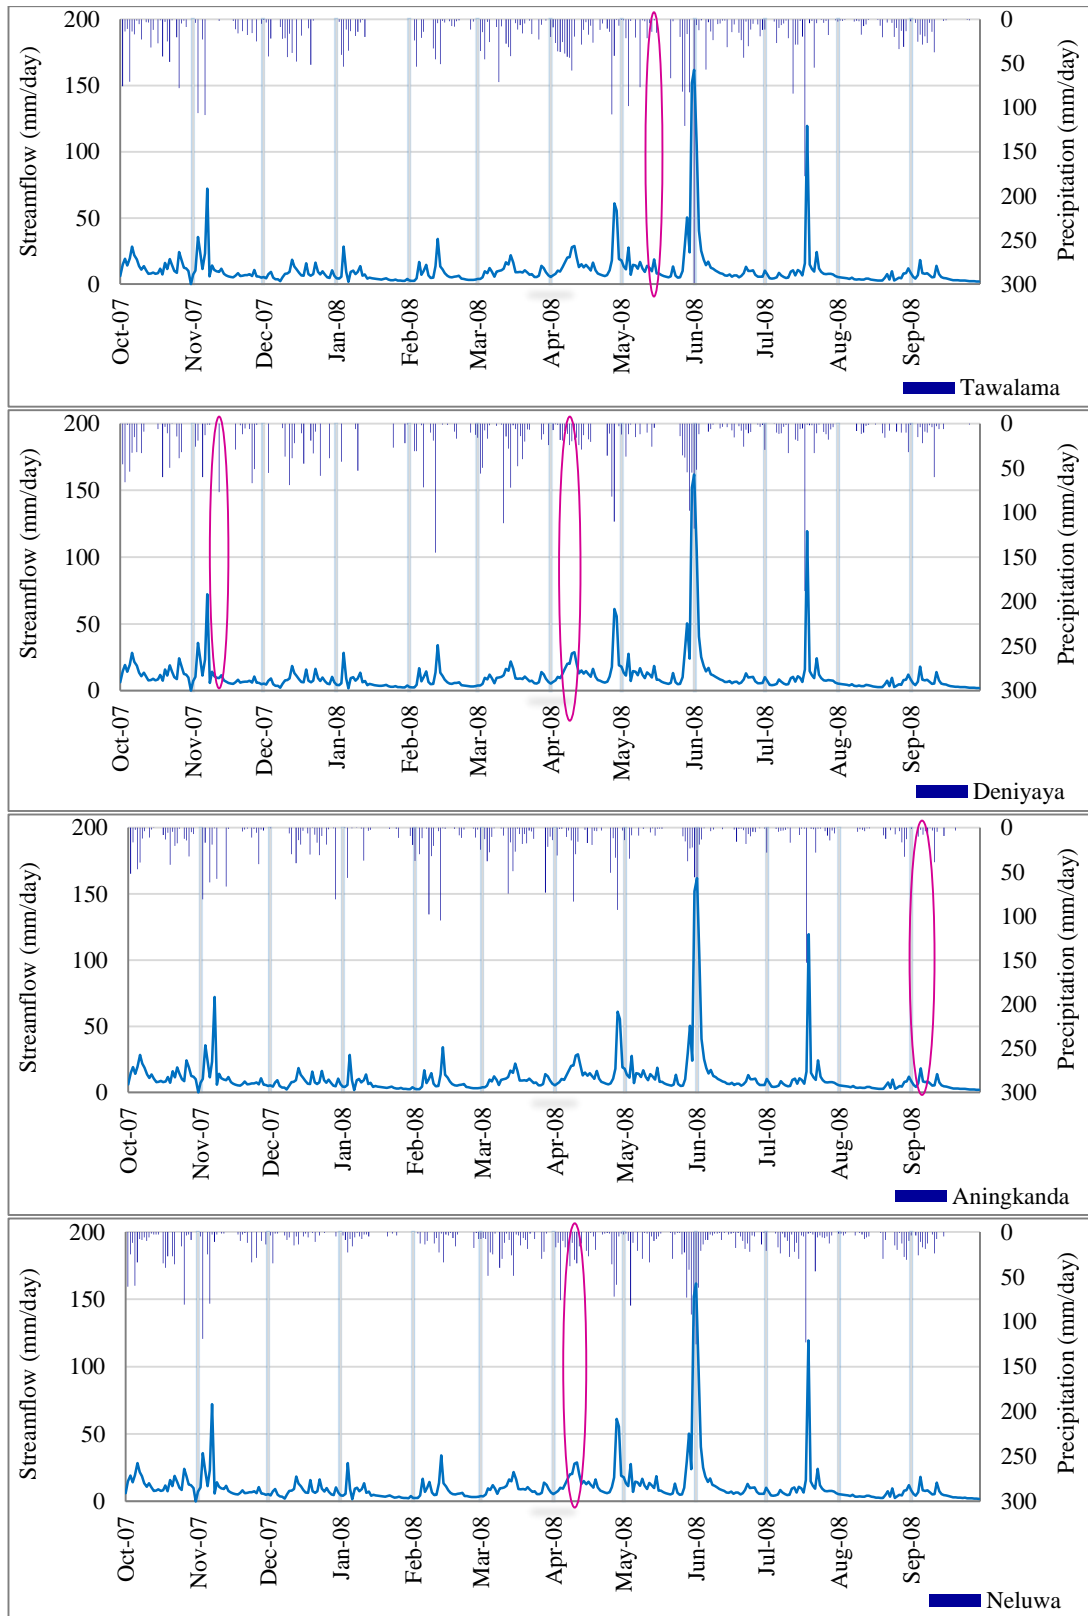 Streamflow (mm/day)
200
150
100
50
0
0
50
100
150
200
250
300
Precipitation (mm/day)
Oct-07
Nov-07
Dec-07
Jan-08
Feb-08
Mar-08
Apr-08
May-08
Jun-08
Jul-08
Aug-08
Sep-08
Tawalama
Streamflow (mm/day)
200
150
100
50
0
0
50
100
150
200
250
300
Precipitation (mm/day)
Oct-07
Nov-07
Dec-07
Jan-08
Feb-08
Mar-08
Apr-08
May-08
Jun-08
Jul-08
Aug-08
Sep-08
Deniyaya
Streamflow (mm/day)
200
150
100
50
0
0
50
100
150
200
250
300
Precipitation (mm/day)
Oct-07
Nov-07
Dec-07
Jan-08
Feb-08
Mar-08
Apr-08
May-08
Jun-08
Jul-08
Aug-08
Sep-08
Aningkanda
Streamflow (mm/day)
200
150
100
50
0
0
50
100
150
200
250
300
Precipitation (mm/day)
Oct-07
Nov-07
Dec-07
Jan-08
Feb-08
Mar-08
Apr-08
May-08
Jun-08
Jul-08
Aug-08
Sep-08
Neluwa